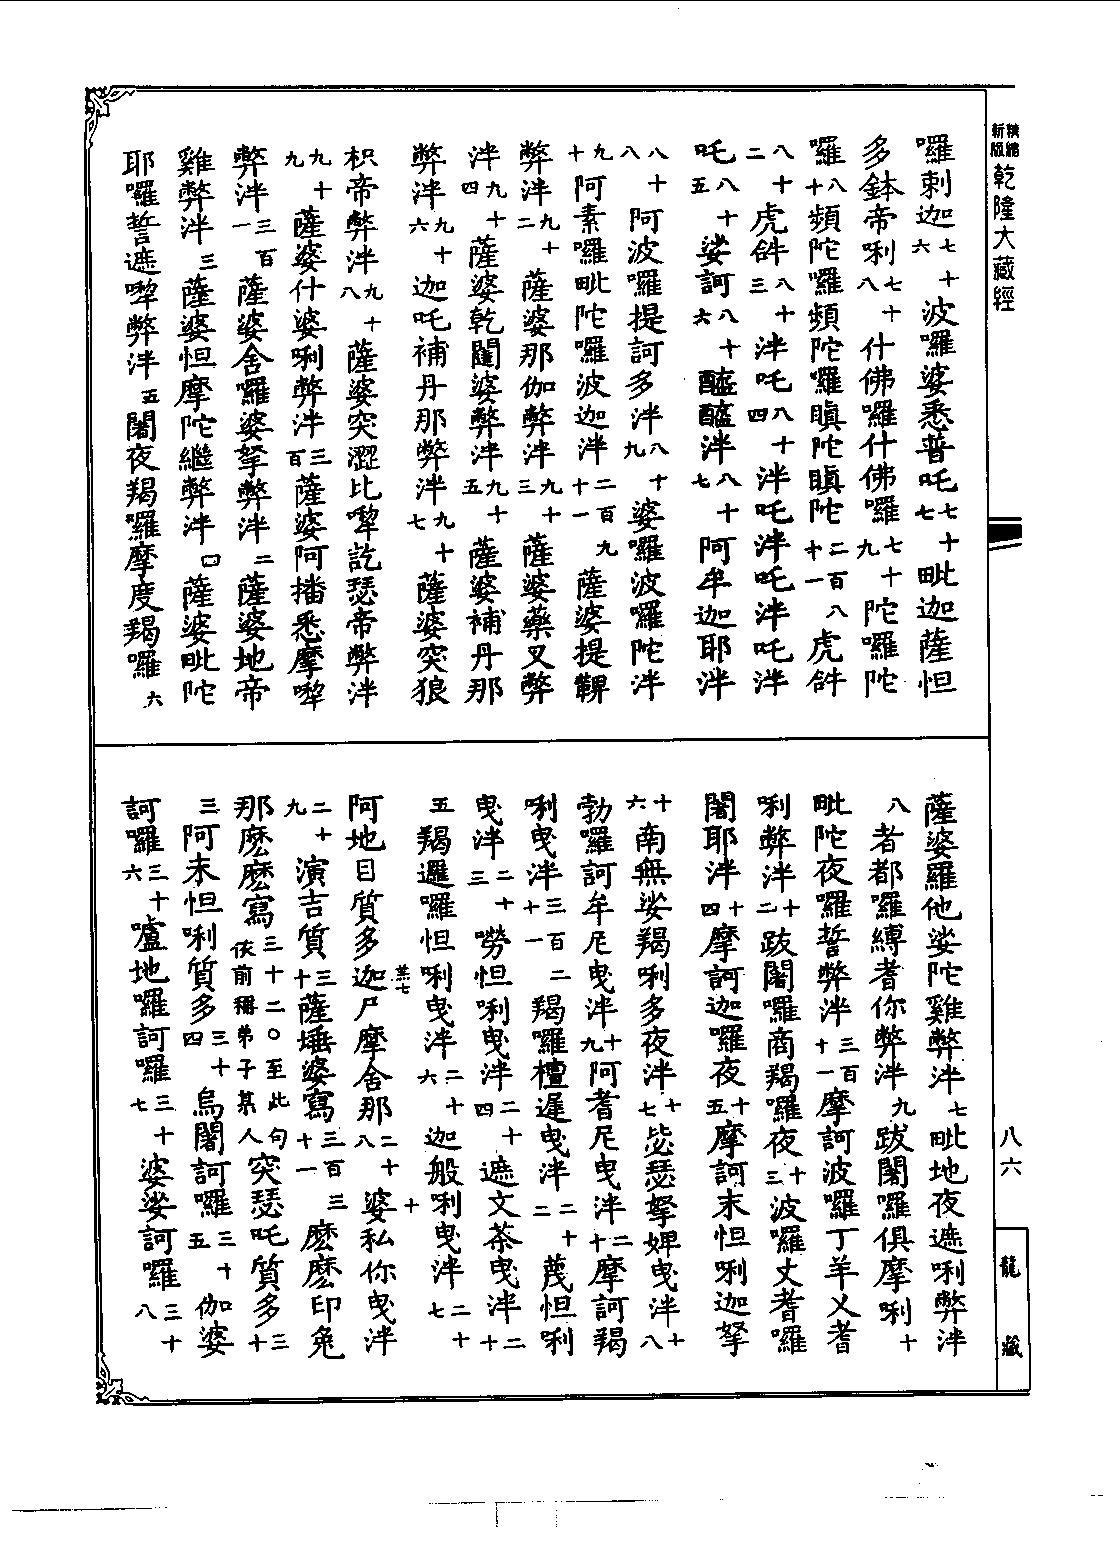 新版
乾隆大藏經
囉剌迦七十六波囉婆悉普吒七十七毗迦薩怛
多鉢帝唎七十八什佛囉什佛囉七十九陀囉陀
囉八十頻陀囉頻陀囉瞋陀瞋陀二百八十一虎𤙖
八十二虎𤙖八十三泮吒八十四泮吒泮吒泮吒泮
吒八十五娑訶八十六醯醯泮八十七阿牟迦耶泮
八十八阿波囉提訶多泮八十九婆囉波囉陀泮
九十阿素囉毗陀囉波迦泮二百九十一薩婆提鞞
弊泮九十二薩婆那伽弊泮九十三薩婆藥叉弊
泮九十四薩婆乾闥婆弊泮九十五薩婆補丹那
弊泮九十六迦吒補丹那弊泮九十七薩婆突狼
枳帝弊泮九十八薩婆突澀比㘑訖瑟帝弊泮
九十九薩婆什婆唎弊泮三百薩婆阿播悉摩㘑
弊泮三百一薩婆舍囉婆拏弊泮二薩婆地帝
雞弊泮三薩婆怛摩陀繼弊泮四薩婆毗陀
耶囉誓遮㘑弊泮五闍夜羯囉摩度羯囉六
薩婆羅他娑陀雞弊泮七毗地夜遮唎弊泮
八者都囉縛耆你弊泮九跋闍囉俱摩唎十
毗陀夜囉誓弊泮三百十一摩訶波囉丁羊乂耆
唎弊泮十二跋闍囉商羯囉夜十三波囉丈耆囉
闍耶泮十四摩訶迦囉夜十五摩訶末怛唎迦拏
十六南無娑羯唎多夜泮十七毖瑟拏婢曳泮十八
勃囉訶牟尼曳泮十九阿耆尼曳泮二十摩訶羯
唎曳泮三百二十一羯囉檀遲曳泮二十二蔑怛唎
曳泮二十三嘮怛唎曳泮二十四遮文茶曳泮二十
五羯邏囉怛唎曳泮二十六迦般唎曳泮二十七
阿地目質多迦尸摩舍那二十八婆私你曳泮
二十九演吉質三十薩埵婆寫三百三十一麽麽印兔
那麽麽寫三十二○至此句依前稱弟子某人突瑟吒質多三十
三阿末怛唎質多三十四烏闍訶囉三十五伽婆
訶囉三十六嚧地囉訶囉三十七婆娑訶囉三十八
八六
龍藏